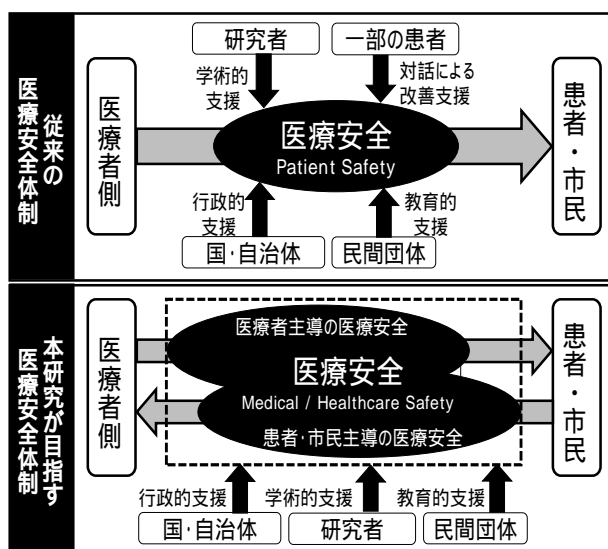 従来の
医療安全体制
医療者側
研究者
一部の患者
学術的
支援
対話による
改善支援
医療安全
Patient Safety
行政的
支援
教育的
支援
国・自治体
民間団体
患者・市民
本研究が目指す
医療安全体制
医療者側
医療者主導の医療安全
医療安全
Medical / Healthcare Safety
患者・市民主導の医療安全
患者・市民
行政的支援
学術的支援
教育的支援
国・自治体
研究者
民間団体